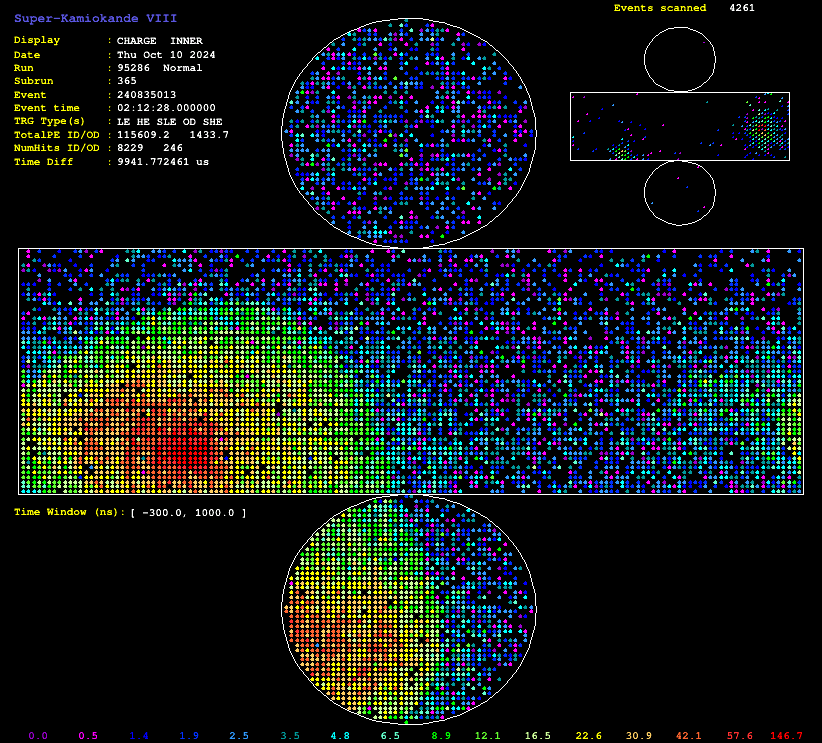 Super-Kamiokande VIII
Events scanned 4261
Display : CHARGE INNER
Date : Thu Oct 10 2024
Run : 95286 Normal
Subrun : 365
Event : 240835013
Event time : 02:12:28.000000
TRG Type(s) : LE HE SLE OD SHE
TotalPE ID/OD : 115609.2 1433.7
NumHits ID/OD : 8229 246
Time Diff : 9941.772461 us
Time Window (ns): [ -300.0, 1000.0 ]
0.0 0.5 1.4 1.9 2.5 3.5 4.8 6.5 8.9 12.1 16.5 22.6 30.9 42.1 57.6 146.7